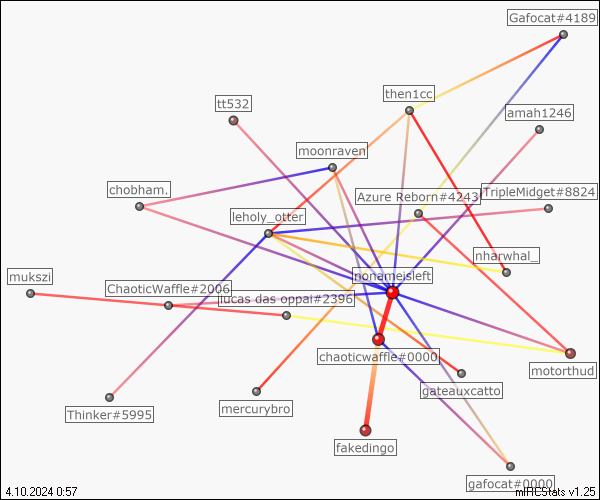 Gafocat#4189
then1cc
tt532
amah1246
moonraven
chobham.
Azure Reborn#4243
TripleMidget#8824
leholy_otter
nharwhal_
mukszi
ChaoticWaffle#2006
nonameisleft
lucas das oppai#2396
chaoticwaffle#0000
motorthud
gateauxcatto
Thinker#5995
mercurybro
fakedingo
gafocat#0000
4.10.2024 0:57
mIRCStats v1.25